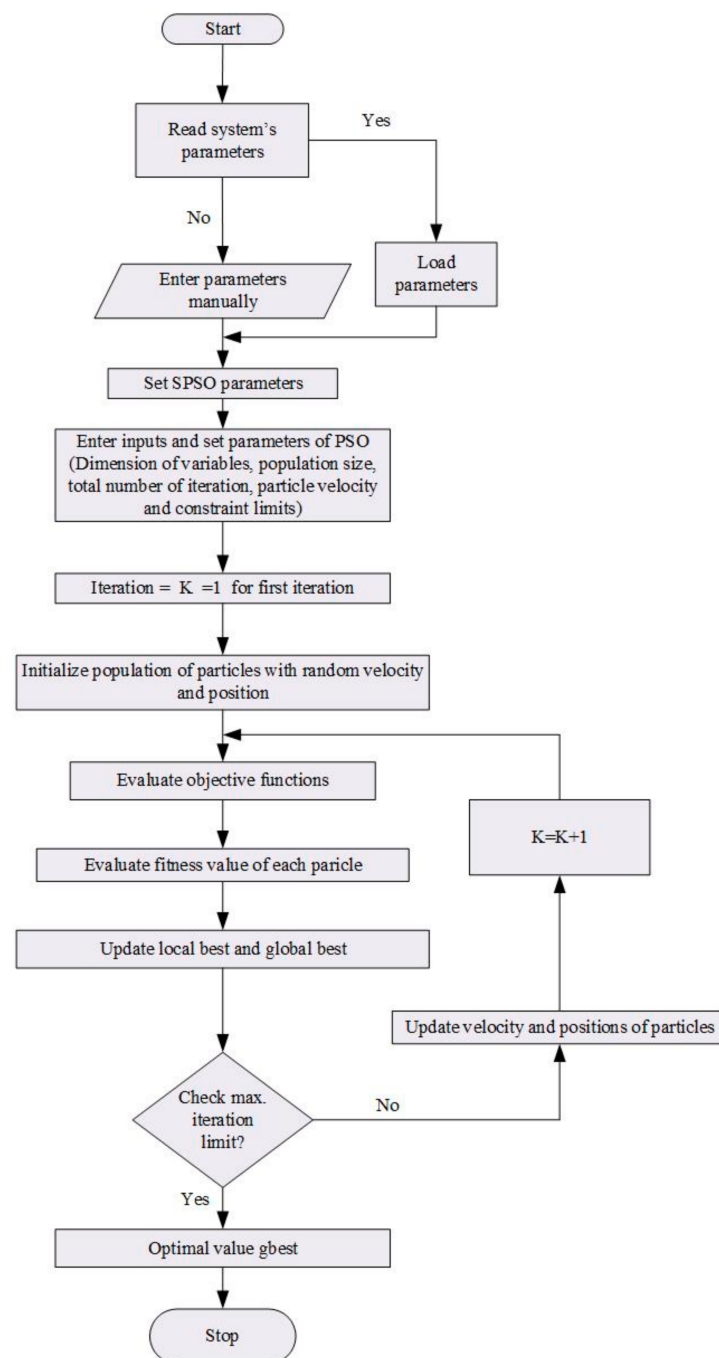 Start
Read system's
parameters
Yes
No
Enter parameters
manually
Load
parameters
Set SPSO parameters
Enter inputs and set parameters of PSO
(Dimension of variables, population size,
total number of iteration, particle velocity
and constraint limits)
Iteration = K =1 for first iteration
Initialize population of particles with random velocity
and position
Evaluate objective functions
K=K+1
Evaluate fitness value of each paricle
Update local best and global best
Update velocity and positions of particles
Check max.
iteration
limit?
No
Yes
Optimal value gbest
Stop